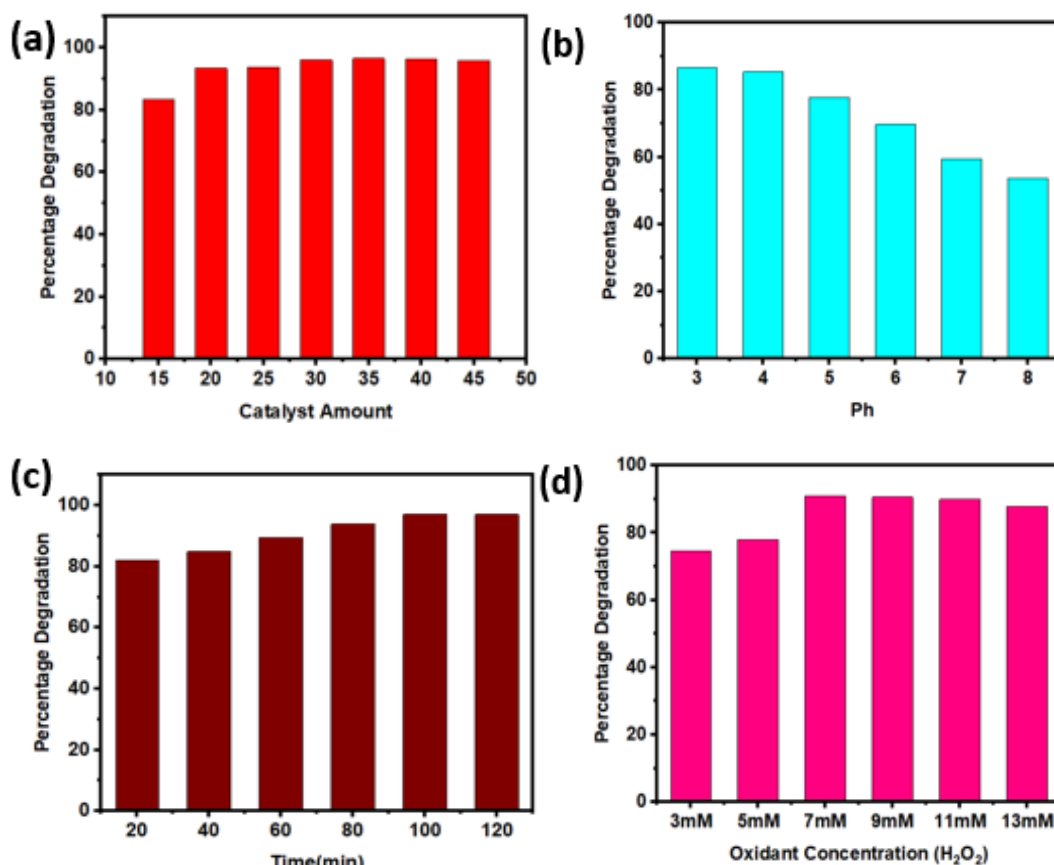 (a)
Percentage Degradation
100
80
60
40
20
0
10 15 20 25 30 35 40 45 50
Catalyst Amount
(b)
Percentage Degradation
100
80
60
40
20
0
3 4 5 6 7 8
Ph
(c)
Percentage Degradation
100
80
60
40
20
0
20 40 60 80 100 120
Time(min)
(d)
Percentage Degradation
100
80
60
40
20
0
3mM 5mM 7mM 9mM 11mM 13mM
Oxidant Concentration (H₂O₂)